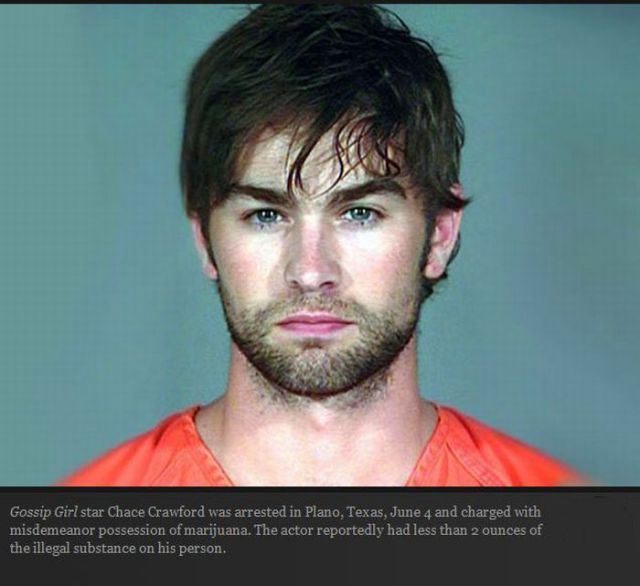 Gossip Girl star Chace Crawford was arrested in Plano, Texas, June 4 and charged with
misdemeanor possession of marijuana. The actor reportedly had less than 2 ounces of
the illegal substance on his person.